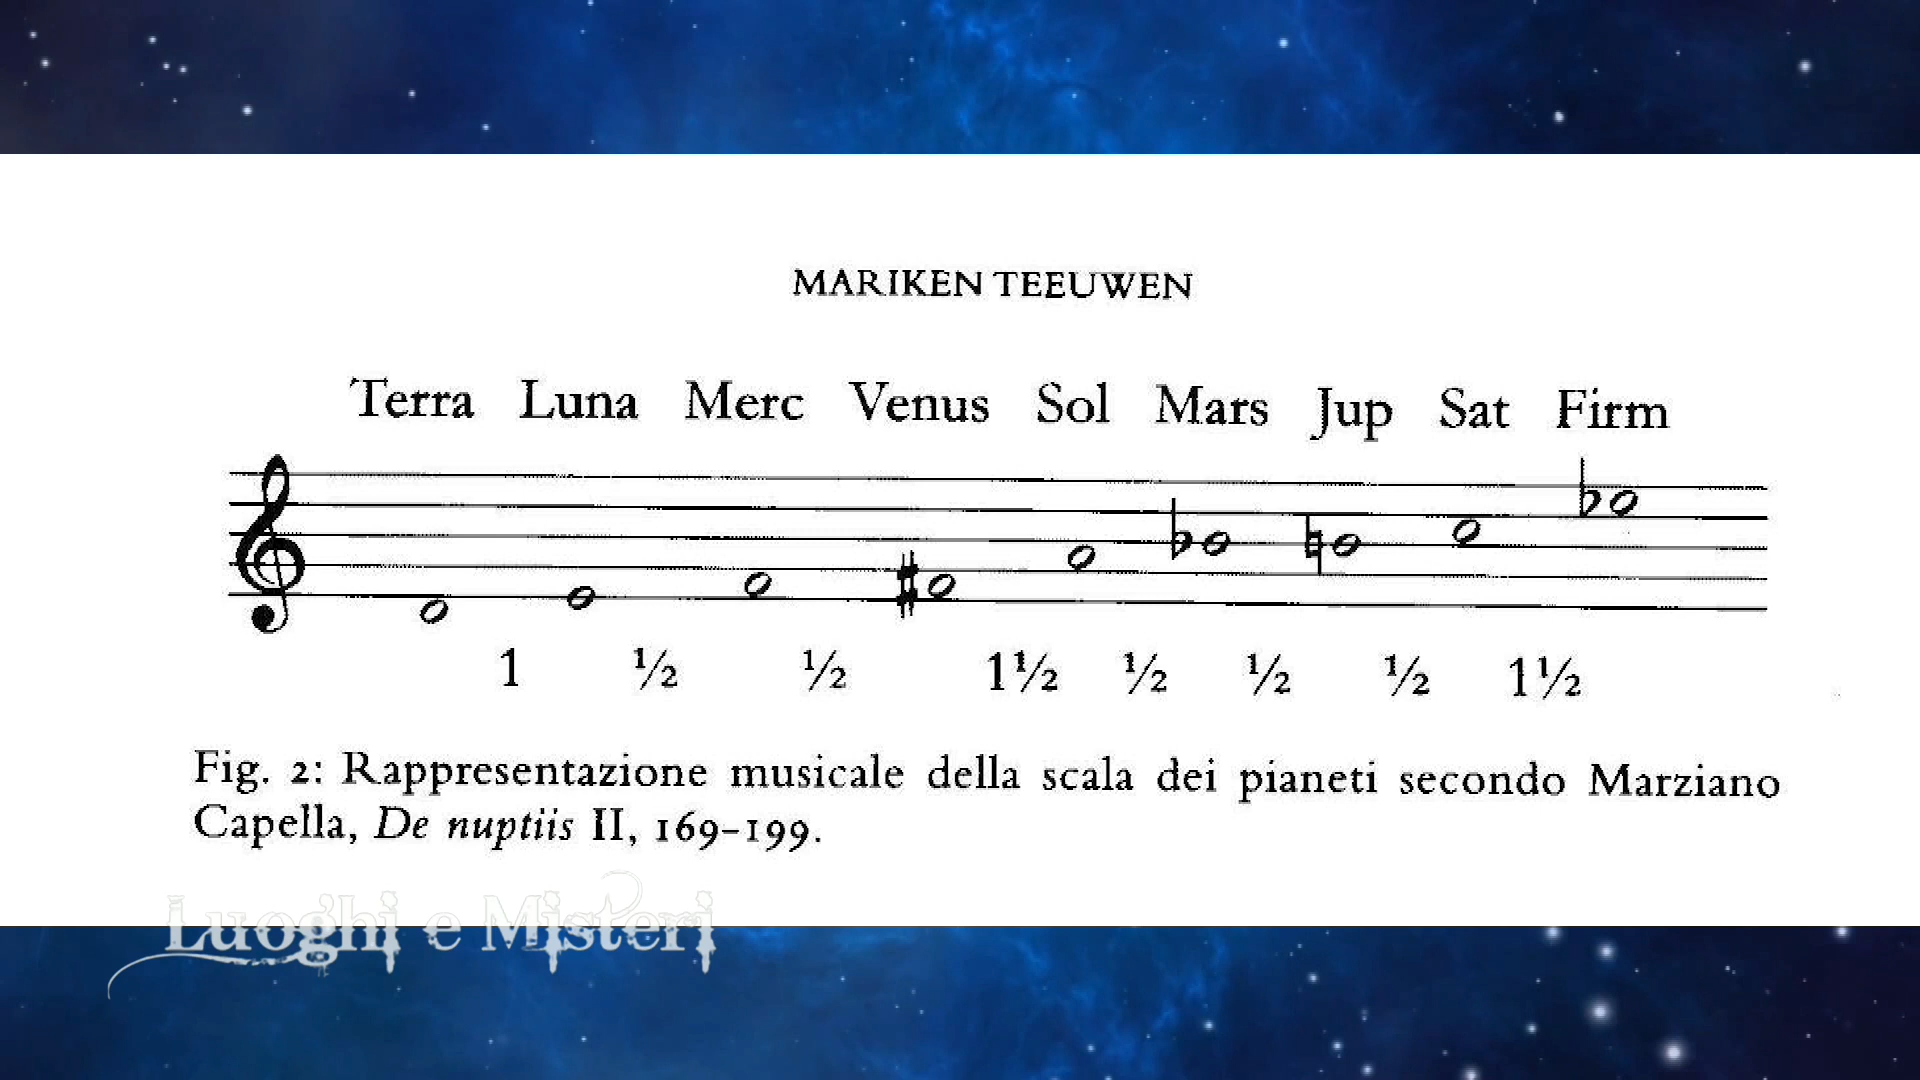 MARIKEN TEEUWEN
Terra Luna Merc Venus Sol Mars Jup Sat Firm
1 ½ ½ 1½ ½ ½ ½ 1½
Fig. 2: Rappresentazione musicale della scala dei pianeti secondo Marziano
Capella, De nuptiis II, 169-199.
Luoghi e Misteri